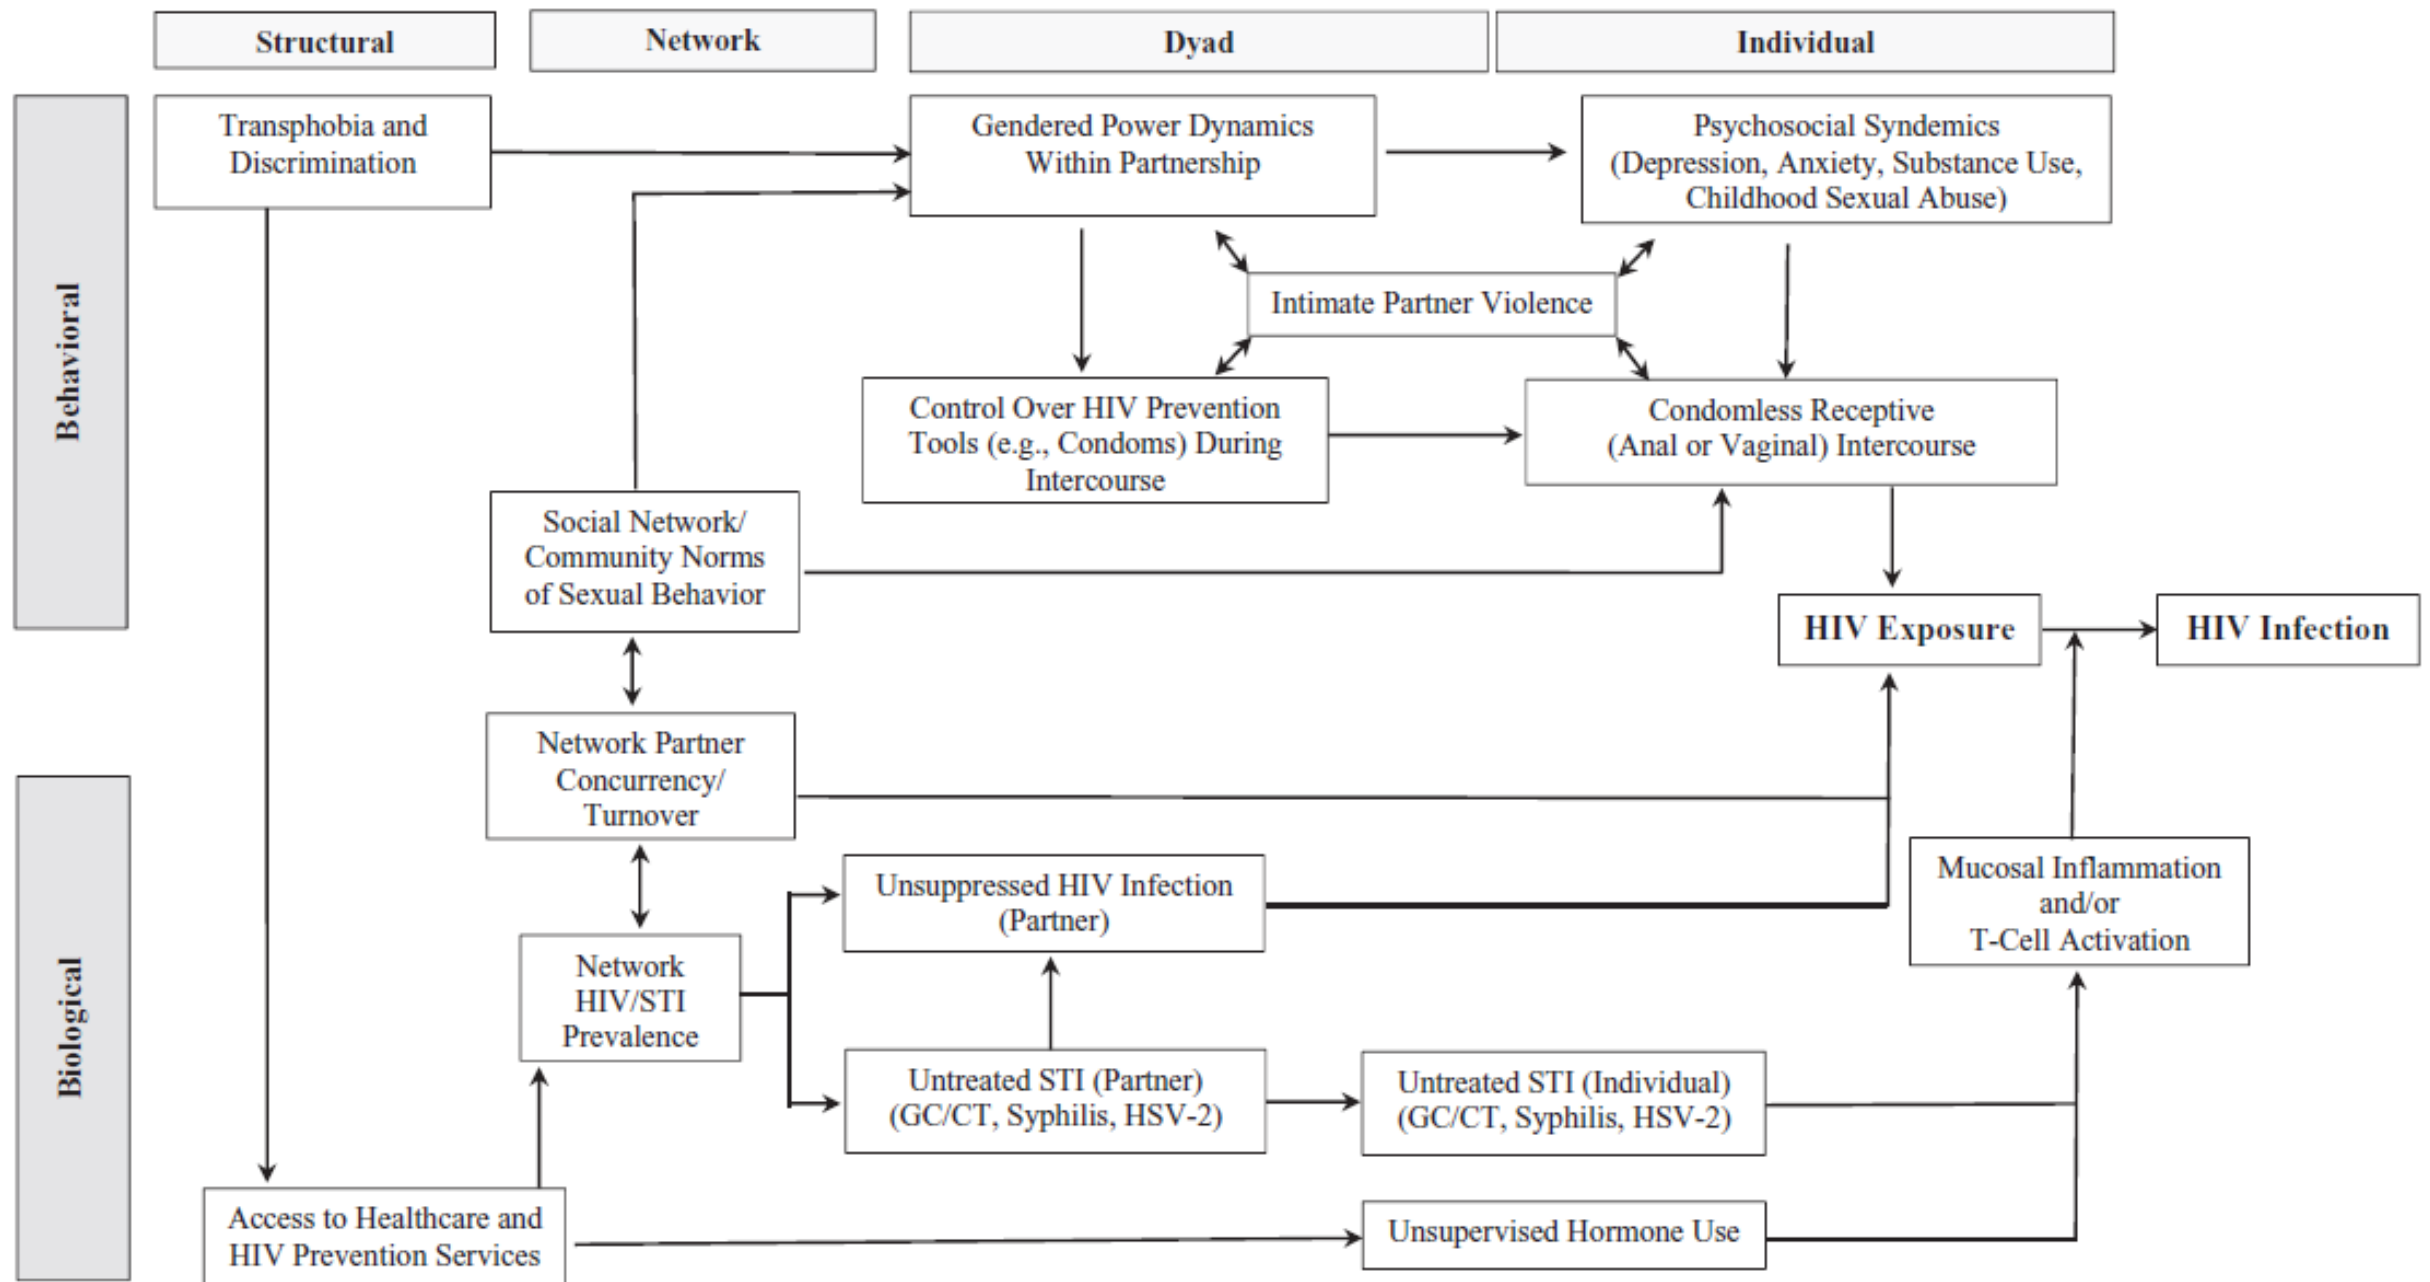 Structural
Network
Dyad
Individual
Behavioral
Transphobia and
Discrimination
Gendered Power Dynamics
Within Partnership
Psychosocial Syndemics
(Depression, Anxiety, Substance Use,
Childhood Sexual Abuse)
Intimate Partner Violence
Control Over HIV Prevention
Tools (e.g., Condoms) During
Intercourse
Condomless Receptive
(Anal or Vaginal) Intercourse
Social Network/
Community Norms
of Sexual Behavior
HIV Exposure
HIV Infection
Biological
Network Partner
Concurrency/
Turnover
Unsuppressed HIV Infection
(Partner)
Mucosal Inflammation
and/or
T-Cell Activation
Network
HIV/STI
Prevalence
Untreated STI (Partner)
(GC/CT, Syphilis, HSV-2)
Untreated STI (Individual)
(GC/CT, Syphilis, HSV-2)
Access to Healthcare and
HIV Prevention Services
Unsupervised Hormone Use